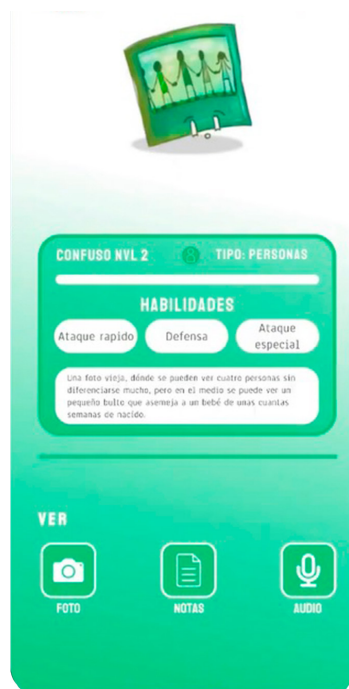 CONFUSO NVL 2 TIPO: PERSONAS
HABILIDADES
Ataque rapido Defensa Ataque especial
Una foto vieja, dónde se pueden ver cuatro personas sin
diferenciarse mucho, pero en el medio se puede ver un
pequeño bulto que asemeja a un bebé de unas cuantas
semanas de nacido.
VER
FOTO NOTAS AUDIO